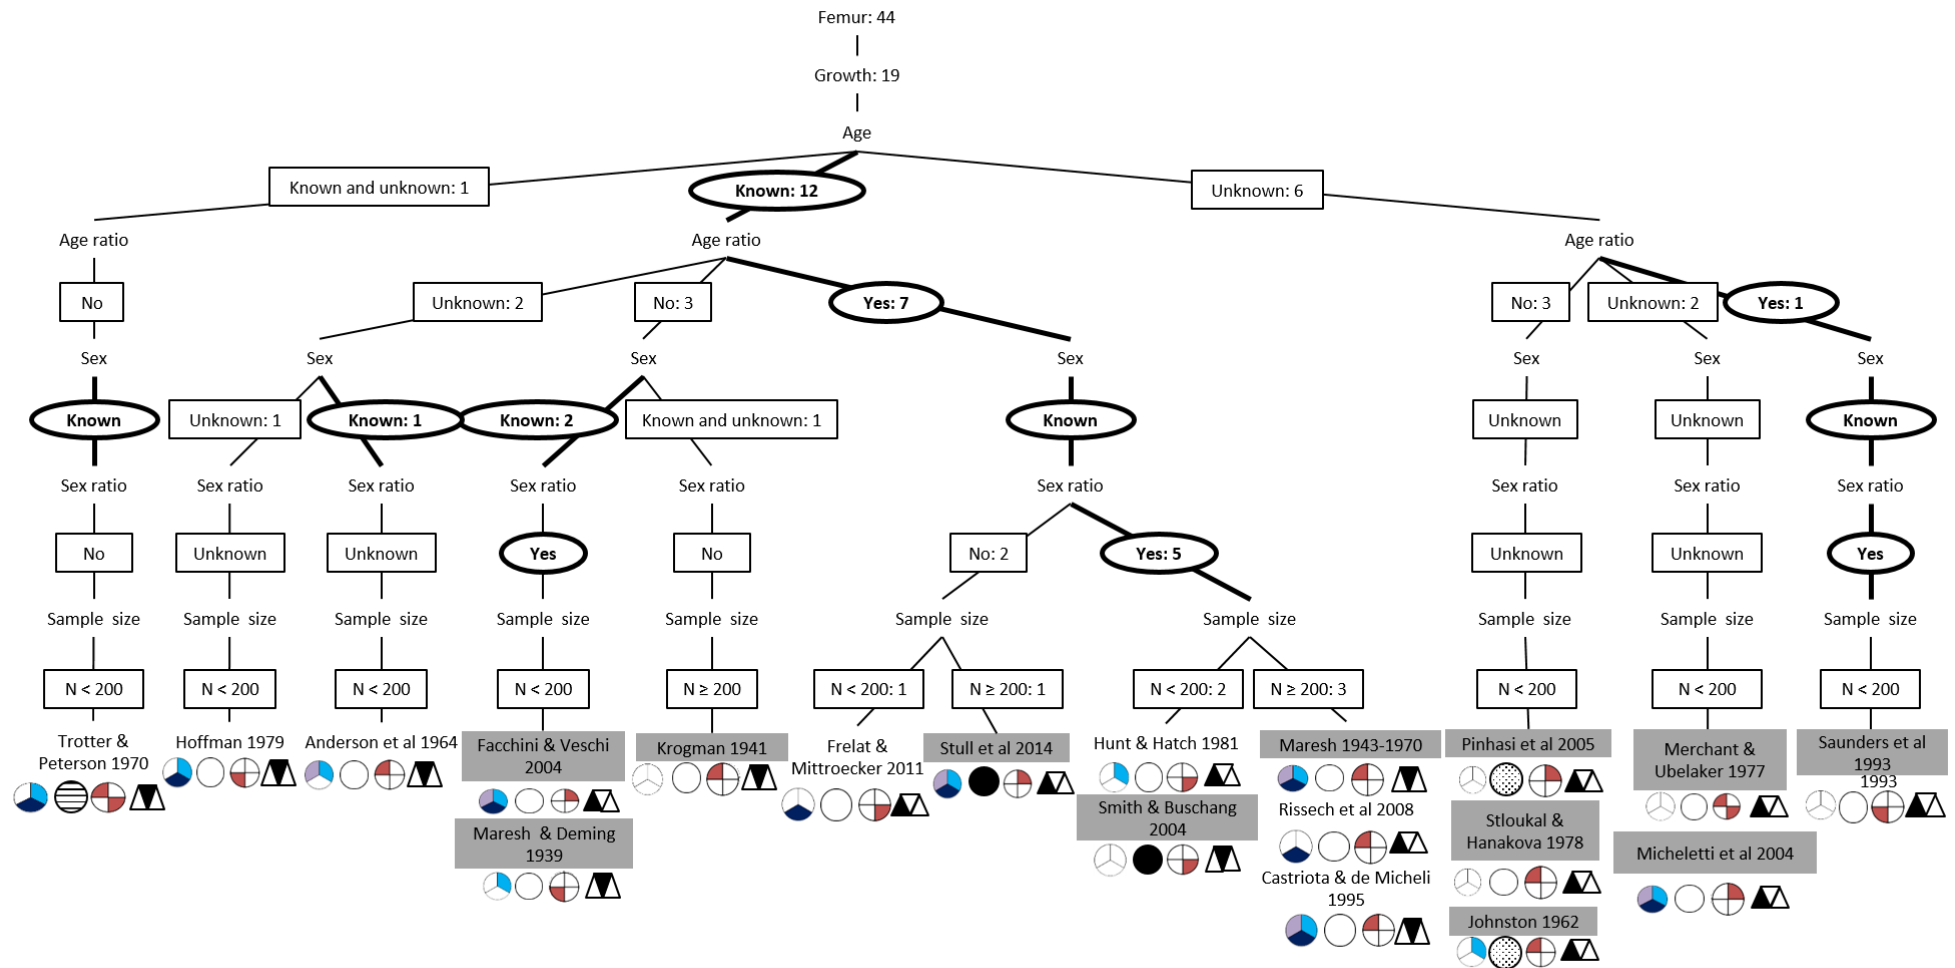 Femur: 44
Growth: 19
Age
Known and unknown: 1
Known: 12
Unknown: 6
Age ratio
Age ratio
Age ratio
No
Unknown: 2
No: 3
Yes: 7
No: 3
Unknown: 2
Yes: 1
Sex
Sex
Sex
Sex
Sex
Sex
Sex
Known
Unknown: 1
Known: 1
Known: 2
Known and unknown: 1
Known
Unknown
Unknown
Known
Sex ratio
Sex ratio
Sex ratio
Sex ratio
Sex ratio
Sex ratio
Sex ratio
Sex ratio
Sex ratio
No
Unknown
Unknown
Yes
No
No: 2
Yes: 5
Unknown
Unknown
Yes
Sample size
Sample size
Sample size
Sample size
Sample size
Sample size
Sample size
Sample size
Sample size
Sample size
N < 200
N < 200
N < 200
N < 200
N ≥ 200
N < 200: 1
N ≥ 200: 1
N < 200: 2
N ≥ 200: 3
N < 200
N < 200
N < 200
Trotter &
Peterson 1970
Hoffman 1979
Anderson et al 1964
Facchini & Veschi
2004
Maresh & Deming
1939
Krogman 1941
Frelat &
Mittroecker 2011
Stull et al 2014
Hunt & Hatch 1981
Smith & Buschang
2004
Maresh 1943-1970
Rissech et al 2008
Castriota & de Micheli
1995
Pinhasi et al 2005
Stloukal &
Hanakova 1978
Johnston 1962
Merchant &
Ubelaker 1977
Micheletti et al 2004
Saunders et al
1993
1993